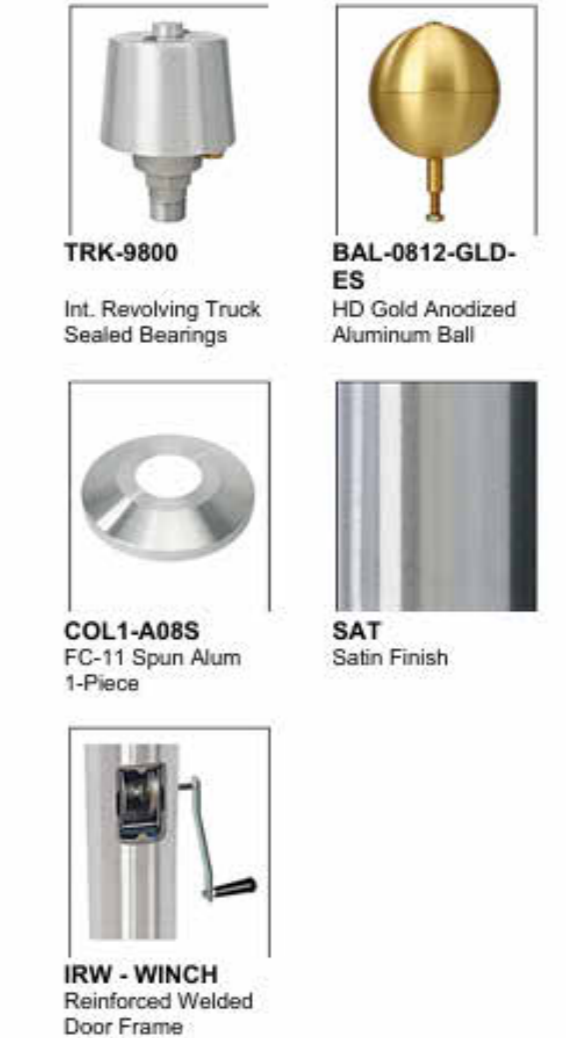 TRK-9800
Int. Revolving Truck
Sealed Bearings
BAL-0812-GLD-
ES
HD Gold Anodized
Aluminum Ball
COL1-A08S
FC-11 Spun Alum
1-Piece
SAT
Satin Finish
IRW - WINCH
Reinforced Welded
Door Frame